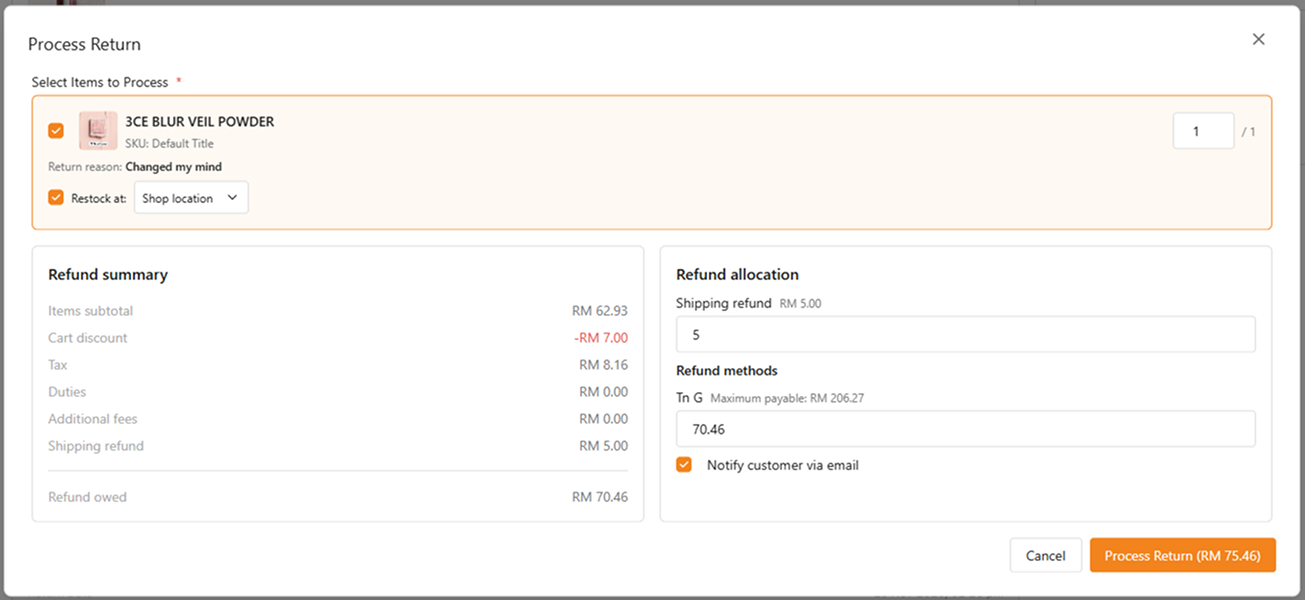 Process Return
Select Items to Process *
3CE BLUR VEIL POWDER
SKU: Default Title
1 / 1
Return reason: Changed my mind
Restock at: Shop location
Refund summary
Items subtotal RM 62.93
Cart discount -RM 7.00
Tax RM 8.16
Duties RM 0.00
Additional fees RM 0.00
Shipping refund RM 5.00
Refund owed RM 70.46
Refund allocation
Shipping refund RM 5.00
5
Refund methods
Tn G Maximum payable: RM 206.27
70.46
Notify customer via email
Cancel
Process Return (RM 75.46)